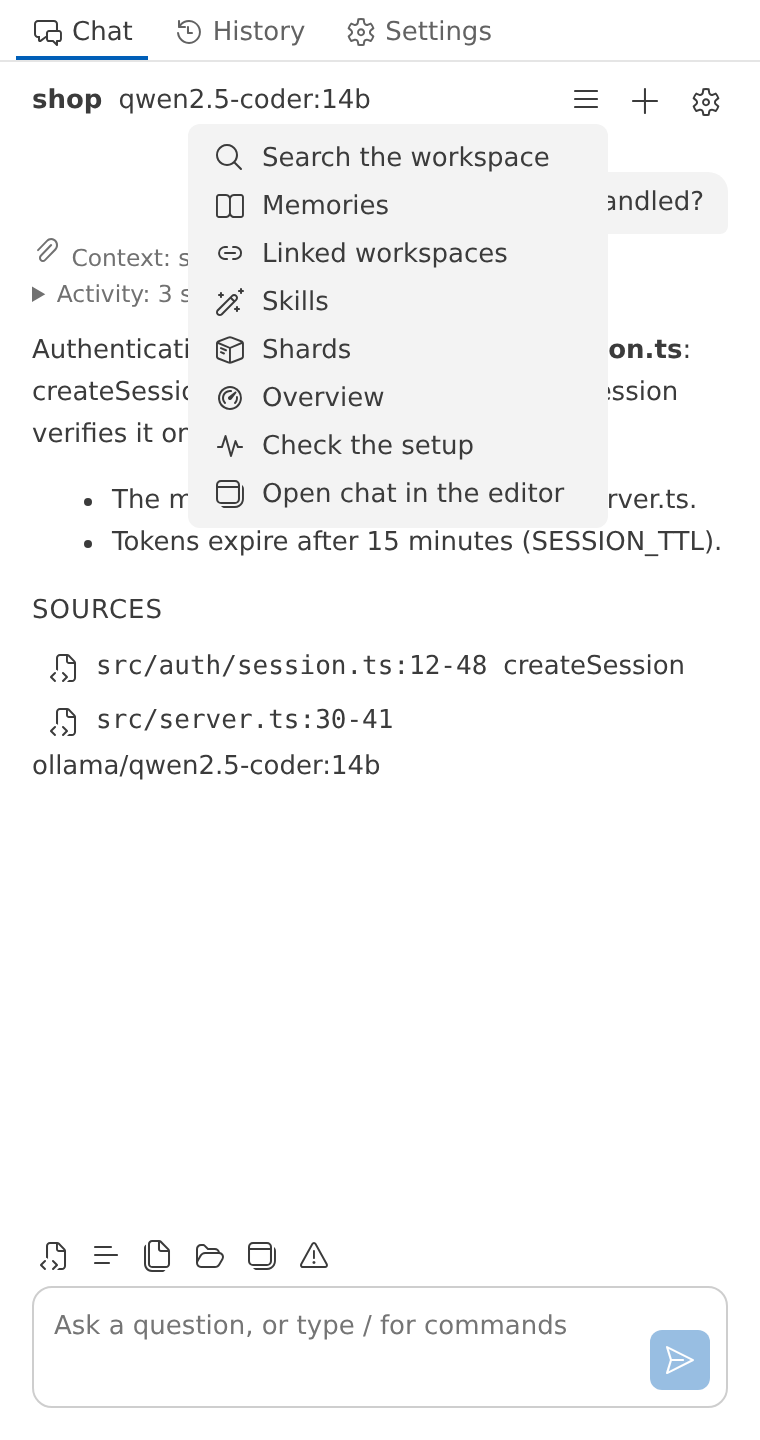 Chat History Settings
shop qwen2.5-coder:14b
Search the workspace
Memories
andled?
Linked workspaces
Context: s
Skills
Activity: 3 s
Shards
Authenticati on.ts:
Overview
createSessio ession
Check the setup
verifies it or
Open chat in the editor
The m rver.ts.
Tokens expire after 15 minutes (SESSION_TTL).
SOURCES
src/auth/session.ts:12-48 createSession
src/server.ts:30-41
ollama/qwen2.5-coder:14b
Ask a question, or type / for commands